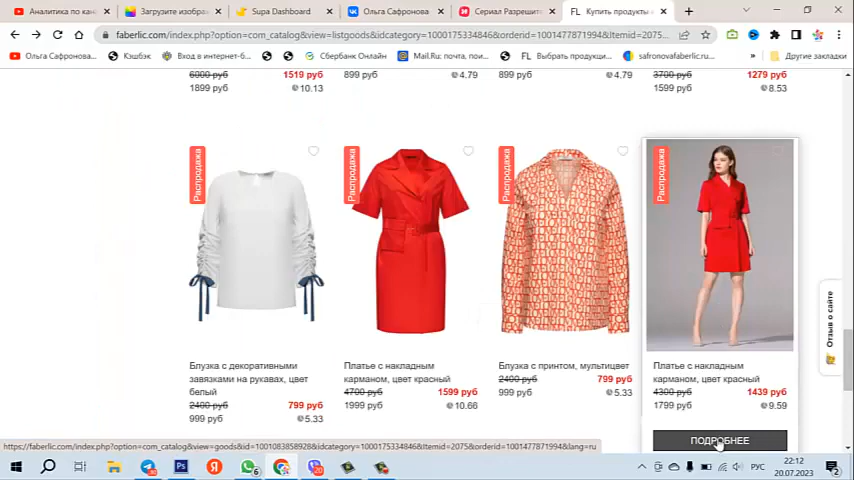 Аналитика по кан
Загрузите изображ
Supa Dashboard
Ольга Сафронова
Сериал Разрешите
FL Купить продукты и
faberlic.com/index.php?option=com_catalog&view=listgoods&idcategory=1000175334846&orderid=1001477871994&Itemid=2075...
Ольга Сафронова...
Кэшбэк
Вход в интернет-б...
Сбербанк Онлайн
Mail.Ru: почта, пои...
FL Выбрать продукци...
safronovafaberlic.ru...
»
Другие закладки
6000 руб 1519 руб
1899 руб 10.13
899 руб 4.79
899 руб 4.79
3700 руб 1279 руб
1599 руб 8.53
Распродажа
Распродажа
Распродажа
Распродажа
Отзыв о сайте
Блузка с декоративными
завязками на рукавах, цвет
белый
2400 руб 799 руб
999 руб 5.33
Платье с накладным
карманом, цвет красный
4700 руб 1599 руб
1999 руб 10.66
Блузка с принтом, мультицвет
2400 руб 799 руб
999 руб 5.33
Платье с накладным
карманом, цвет красный
4300 руб 1439 руб
1799 руб 9.59
ПОДРОБНЕЕ
https://faberlic.com/index.php?option=com_catalog&view=goods&id=1001083858928&idcategory=1000175334846&Itemid=2075&orderid=1001477871994&lang=ru
Ps
РУС
22:12
20.07.2023
2